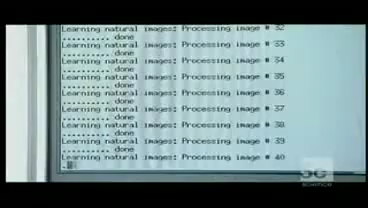 Learning natural images: Processing image # 32
.......... done
Learning natural images: Processing image # 33
.......... done
Learning natural images: Processing image # 34
.......... done
Learning natural images: Processing image # 35
.......... done
Learning natural images: Processing image # 36
.......... done
Learning natural images: Processing image # 37
.......... done
Learning natural images: Processing image # 38
.......... done
Learning natural images: Processing image # 39
.......... done
Learning natural images: Processing image # 40